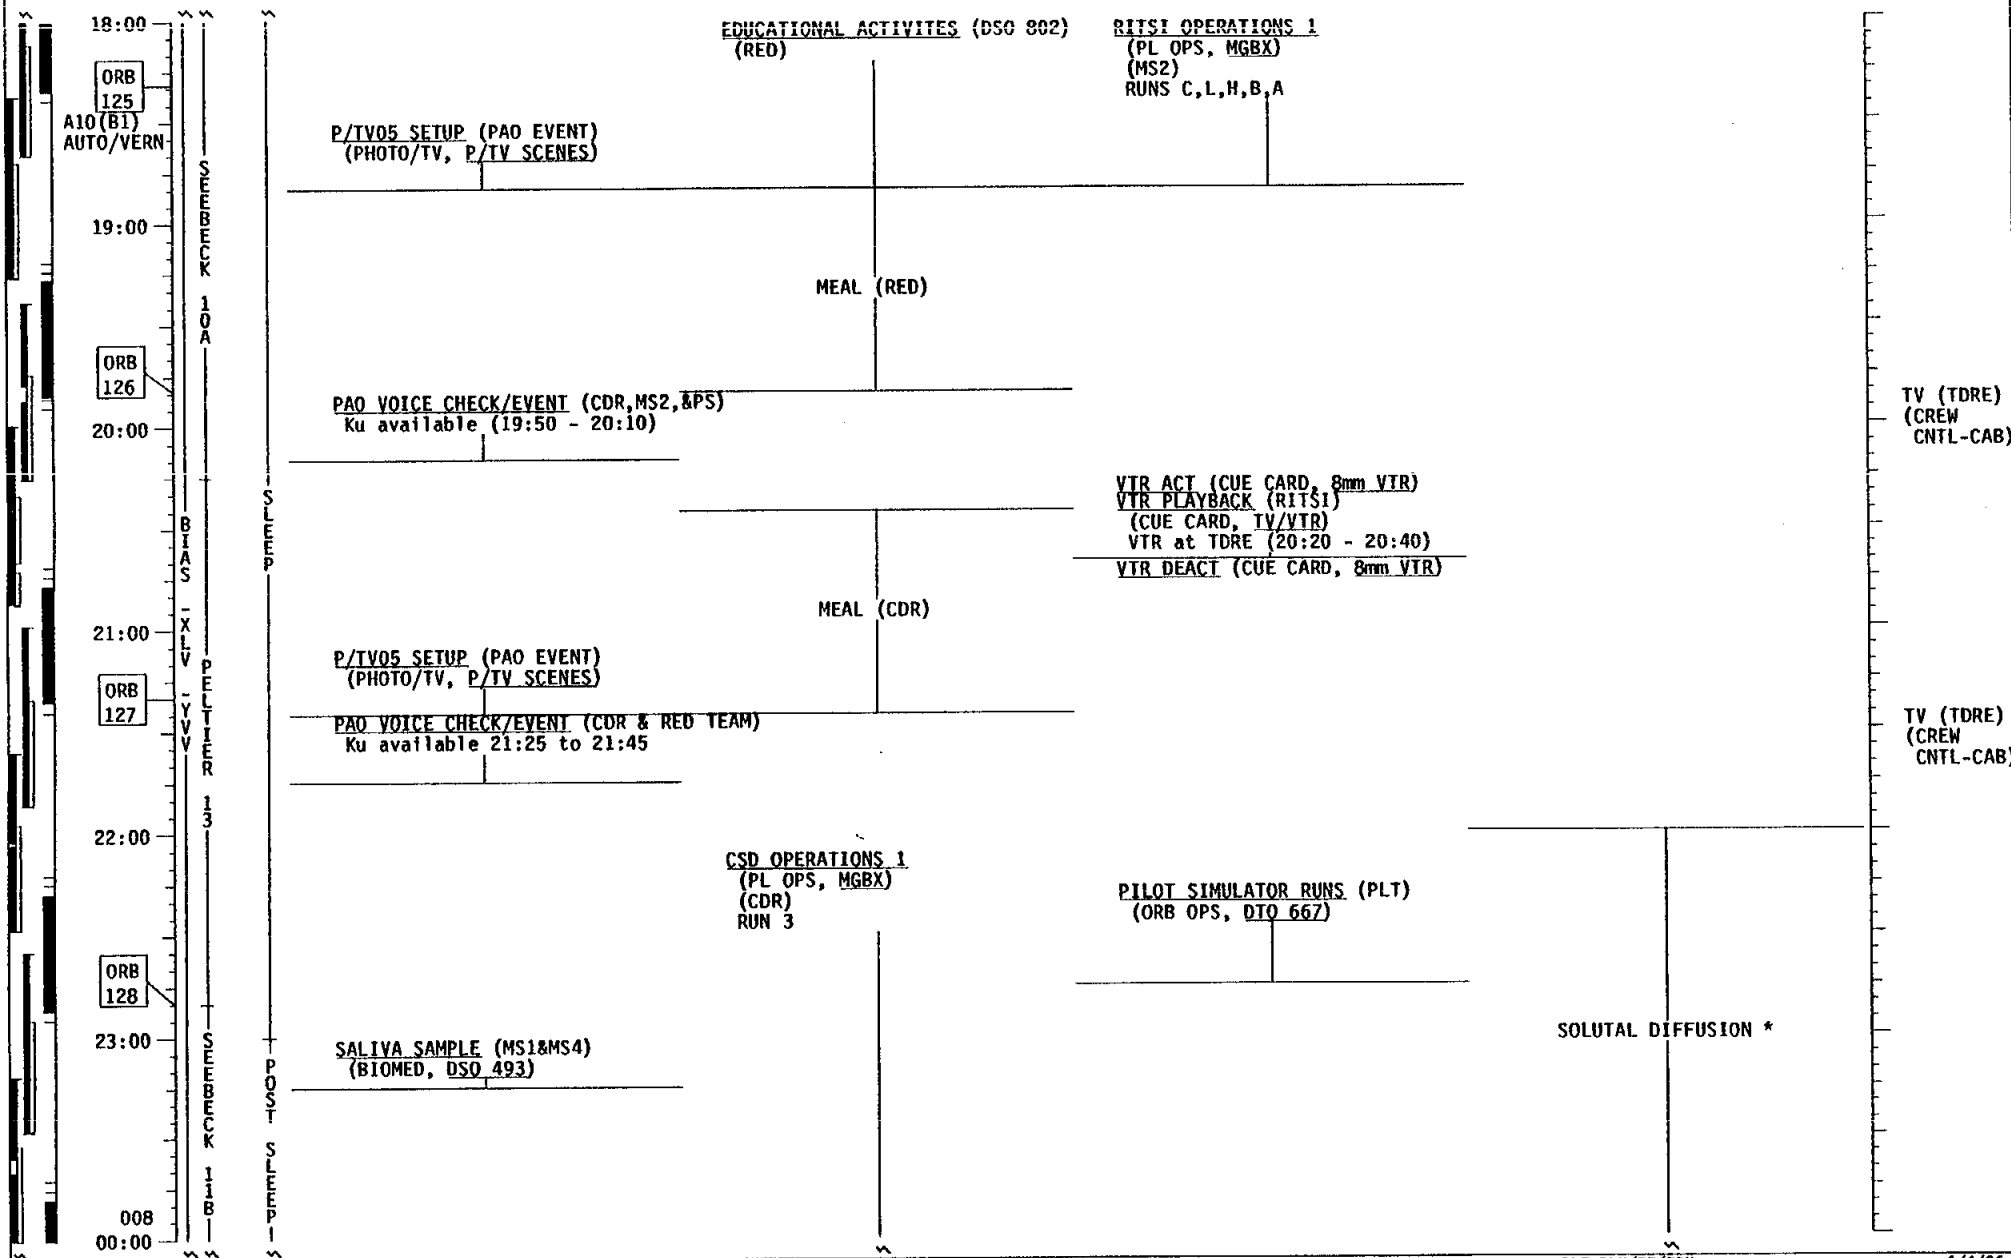 18:00
ORB
125
A10(B1)
AUTO/VERN
19:00
ORB
126
20:00
21:00
ORB
127
22:00
ORB
128
23:00
008
00:00
BIAS -XLV -YVV
SEEBECK 10A
PELTIER 13
SEEBECK 11B
SLEEP
POST SLEEP
EDUCATIONAL ACTIVITES (DSO 802)
(RED)
RITSI OPERATIONS 1
(PL OPS, MGBX)
(MS2)
RUNS C,L,H,B,A
P/TV05 SETUP (PAO EVENT)
(PHOTO/TV, P/TV SCENES)
MEAL (RED)
PAO VOICE CHECK/EVENT (CDR,MS2,&PS)
Ku available (19:50 - 20:10)
TV (TDRE)
(CREW
CNTL-CAB)
VTR ACT (CUE CARD, 8mm VTR)
VTR PLAYBACK (RITSI)
(CUE CARD, TV/VTR)
VTR at TDRE (20:20 - 20:40)
VTR DEACT (CUE CARD, 8mm VTR)
MEAL (CDR)
P/TV05 SETUP (PAO EVENT)
(PHOTO/TV, P/TV SCENES)
PAO VOICE CHECK/EVENT (CDR & RED TEAM)
Ku available 21:25 to 21:45
TV (TDRE)
(CREW
CNTL-CAB)
CSD OPERATIONS 1
(PL OPS, MGBX)
(CDR)
RUN 3
PILOT SIMULATOR RUNS (PLT)
(ORB OPS, DTO 667)
SOLUTAL DIFFUSION *
SALIVA SAMPLE (MS1&MS4)
(BIOMED, DSO 493)